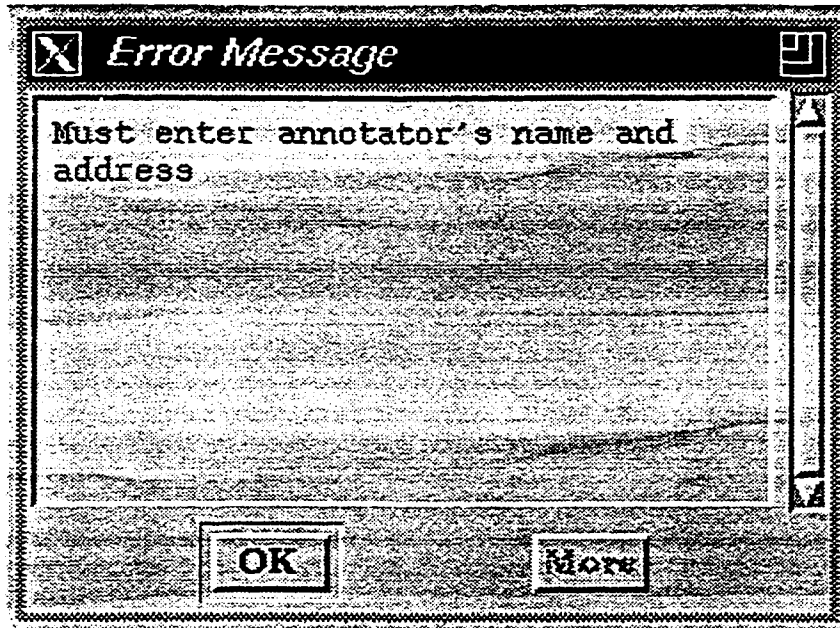 Error Message
Must enter annotator's name and
address
OK
More